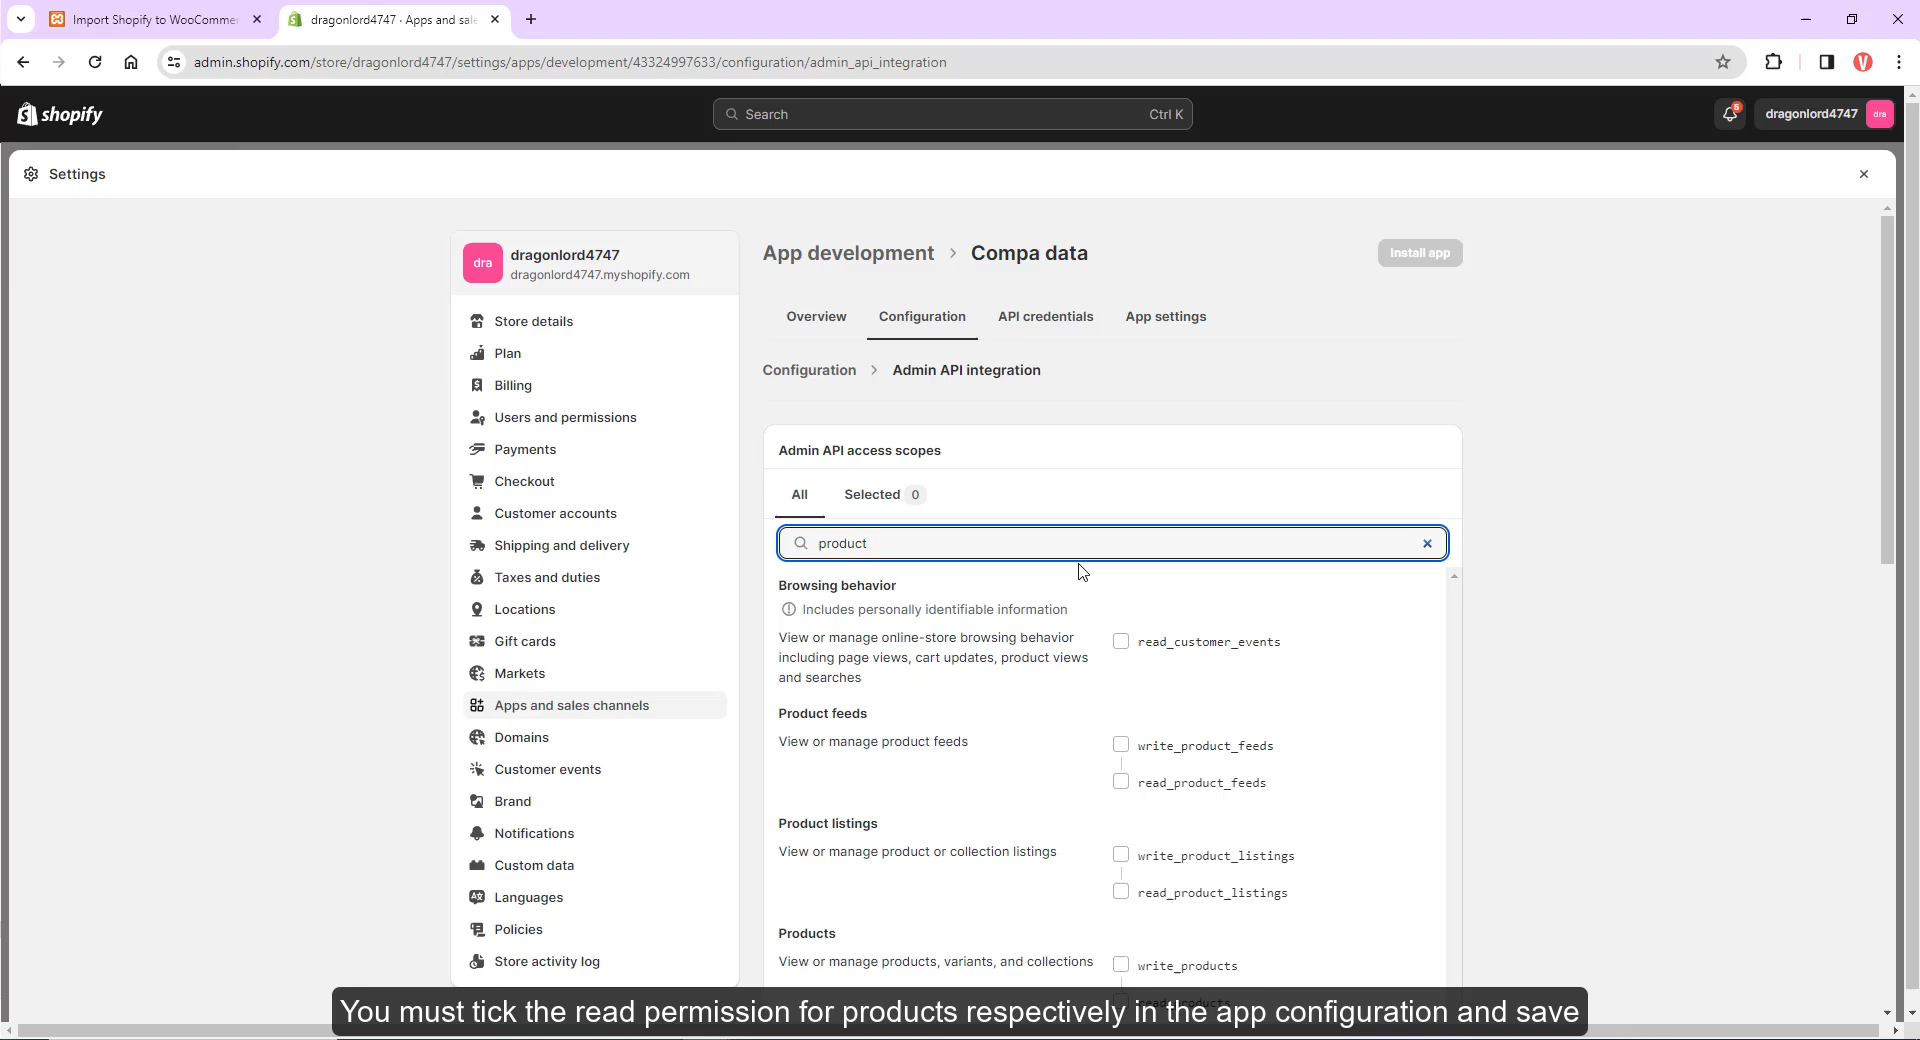 Import Shopify to WooComme
dragonlord4747 · Apps and sale
admin.shopify.com/store/dragonlord4747/settings/apps/development/43324997633/configuration/admin_api_integration
V
shopify
Search
Ctrl K
5
dragonlord4747
dra
Settings
dra
dragonlord4747
dragonlord4747.myshopify.com
Store details
Plan
Billing
Users and permissions
Payments
Checkout
Customer accounts
Shipping and delivery
Taxes and duties
Locations
Gift cards
Markets
Apps and sales channels
Domains
Customer events
Brand
Notifications
Custom data
Languages
Policies
Store activity log
App development > Compa data
Install app
Overview
Configuration
API credentials
App settings
Configuration > Admin API integration
Admin API access scopes
All
Selected 0
product
Browsing behavior
Includes personally identifiable information
View or manage online-store browsing behavior
including page views, cart updates, product views
and searches
read_customer_events
Product feeds
View or manage product feeds
write_product_feeds
read_product_feeds
Product listings
View or manage product or collection listings
write_product_listings
read_product_listings
Products
View or manage products, variants, and collections
write_products
read_products
You must tick the read permission for products respectively in the app configuration and save